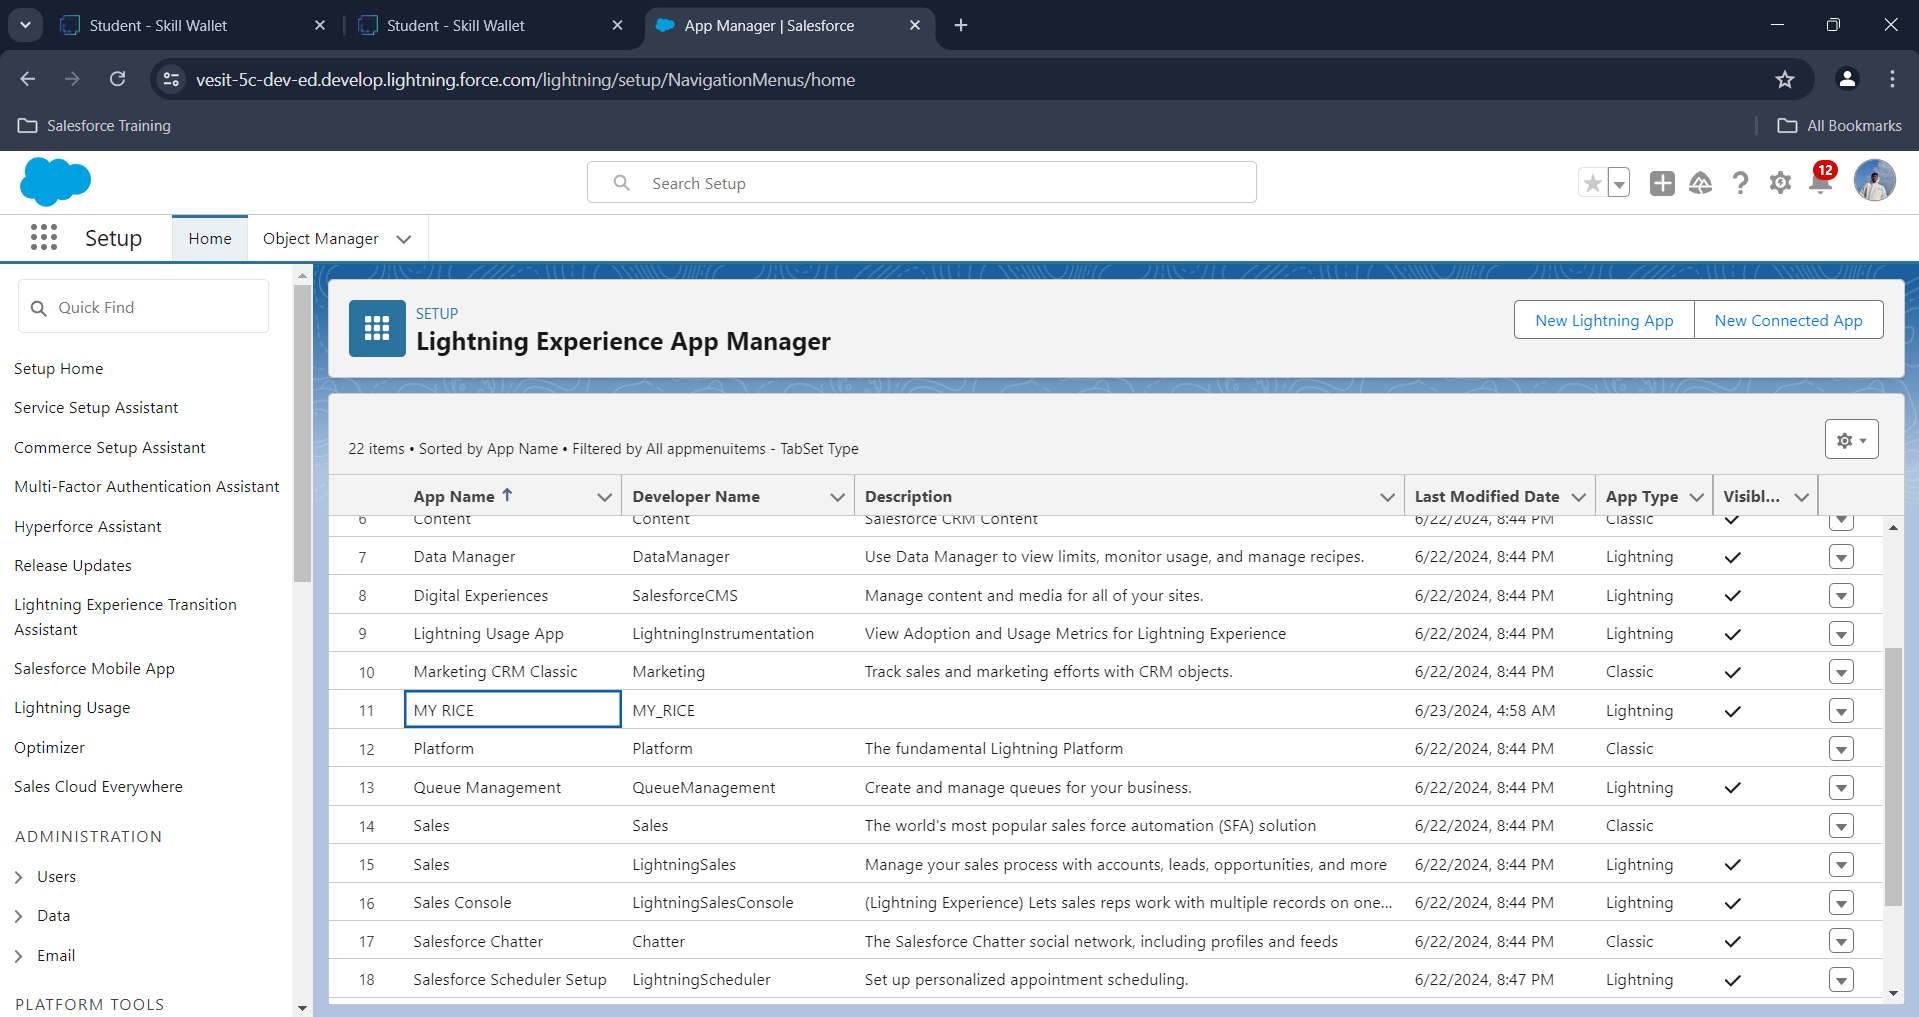 Student - Skill Wallet
Student - Skill Wallet
App Manager | Salesforce
vesit-5c-dev-ed.develop.lightning.force.com/lightning/setup/NavigationMenus/home
Salesforce Training
All Bookmarks
Search Setup
12
Setup
Home
Object Manager
Quick Find
Setup Home
Service Setup Assistant
Commerce Setup Assistant
Multi-Factor Authentication Assistant
Hyperforce Assistant
Release Updates
Lightning Experience Transition
Assistant
Salesforce Mobile App
Lightning Usage
Optimizer
Sales Cloud Everywhere
ADMINISTRATION
Users
Data
Email
PLATFORM TOOLS
SETUP
Lightning Experience App Manager
New Lightning App
New Connected App
22 items • Sorted by App Name • Filtered by All appmenuitems - TabSet Type
App Name Developer Name Description Last Modified Date App Type Visibl...
6 Content Content Salesforce CRM Content 6/22/2024, 8:44 PM Classic
7 Data Manager DataManager Use Data Manager to view limits, monitor usage, and manage recipes. 6/22/2024, 8:44 PM Lightning
8 Digital Experiences SalesforceCMS Manage content and media for all of your sites. 6/22/2024, 8:44 PM Lightning
9 Lightning Usage App LightningInstrumentation View Adoption and Usage Metrics for Lightning Experience 6/22/2024, 8:44 PM Lightning
10 Marketing CRM Classic Marketing Track sales and marketing efforts with CRM objects. 6/22/2024, 8:44 PM Classic
11 MY RICE MY_RICE 6/23/2024, 4:58 AM Lightning
12 Platform Platform The fundamental Lightning Platform 6/22/2024, 8:44 PM Classic
13 Queue Management QueueManagement Create and manage queues for your business. 6/22/2024, 8:44 PM Lightning
14 Sales Sales The world's most popular sales force automation (SFA) solution 6/22/2024, 8:44 PM Classic
15 Sales LightningSales Manage your sales process with accounts, leads, opportunities, and more 6/22/2024, 8:44 PM Lightning
16 Sales Console LightningSalesConsole (Lightning Experience) Lets sales reps work with multiple records on one... 6/22/2024, 8:44 PM Lightning
17 Salesforce Chatter Chatter The Salesforce Chatter social network, including profiles and feeds 6/22/2024, 8:44 PM Classic
18 Salesforce Scheduler Setup LightningScheduler Set up personalized appointment scheduling. 6/22/2024, 8:47 PM Lightning